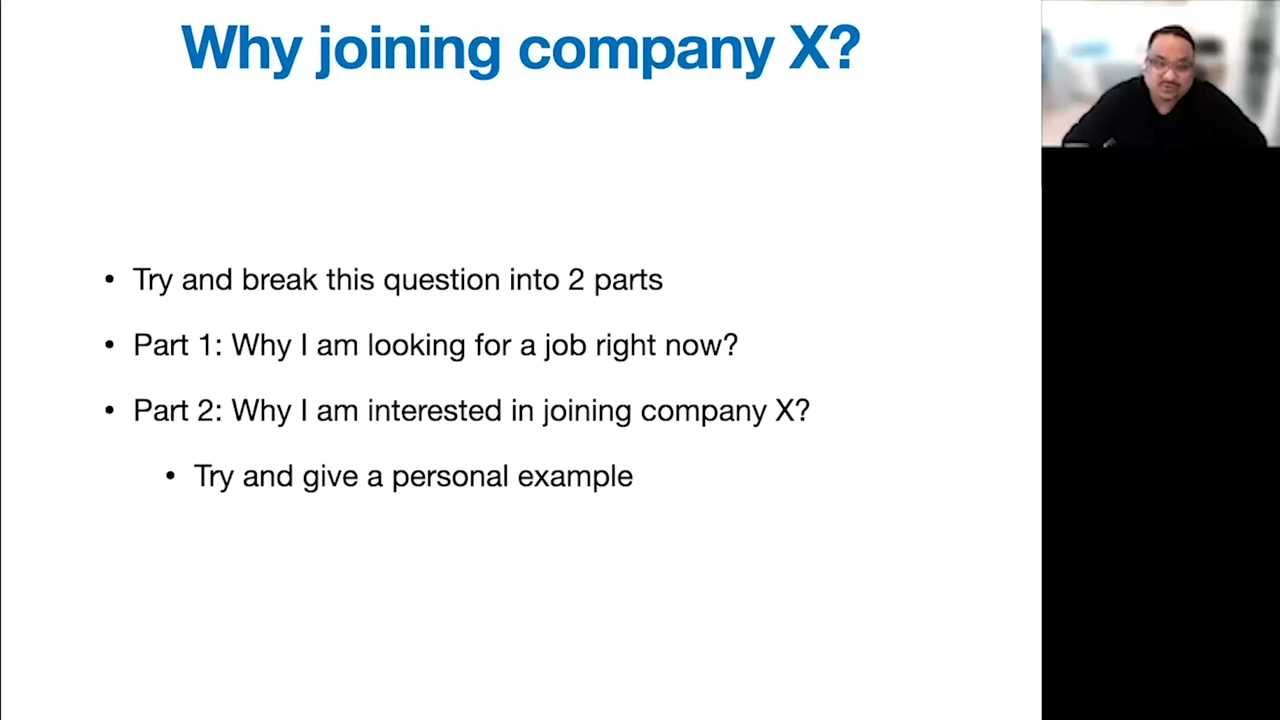 Why joining company X?
• Try and break this question into 2 parts
• Part 1: Why I am looking for a job right now?
• Part 2: Why I am interested in joining company X?
• Try and give a personal example